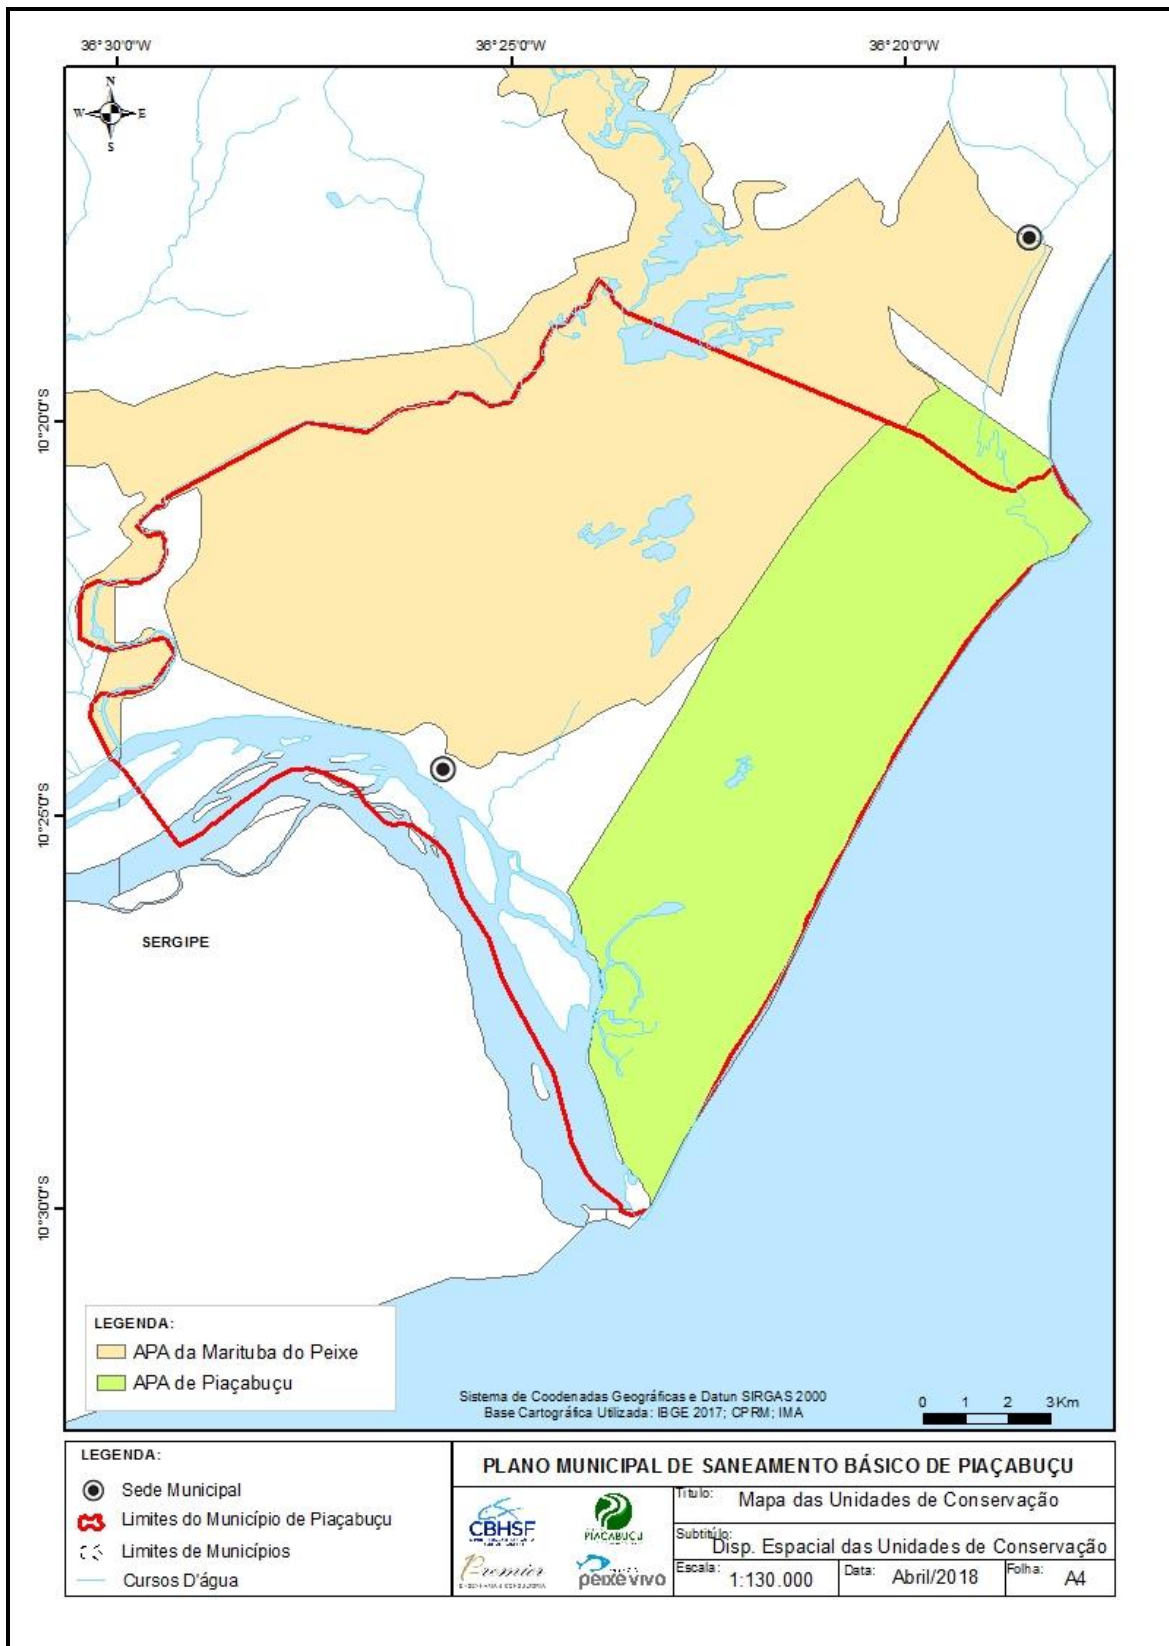 36°30'0"W
36°25'0"W
36°20'0"W
N
W E
S
10°20'0"S
10°25'0"S
10°30'0"S
SERGIPE
LEGENDA:
APA da Marituba do Peixe
APA de Piaçabuçu
Sistema de Coodenadas Geográficas e Datun SIRGAS 2000
Base Cartográfica Utilizada: IBGE 2017; CPRM; IMA
0 1 2 3 Km
LEGENDA:
Sede Municipal
Limites do Município de Piaçabuçu
Limites de Municípios
Cursos D'água
PLANO MUNICIPAL DE SANEAMENTO BÁSICO DE PIAÇABUÇU
CBHSF
PIAÇABUÇU
Premier
ENGENHARIA & CONSULTORIA
peixe vivo
Título: Mapa das Unidades de Conservação
Subtítulo: Disp. Espacial das Unidades de Conservação
Escala: 1:130.000
Data: Abril/2018
Folha: A4